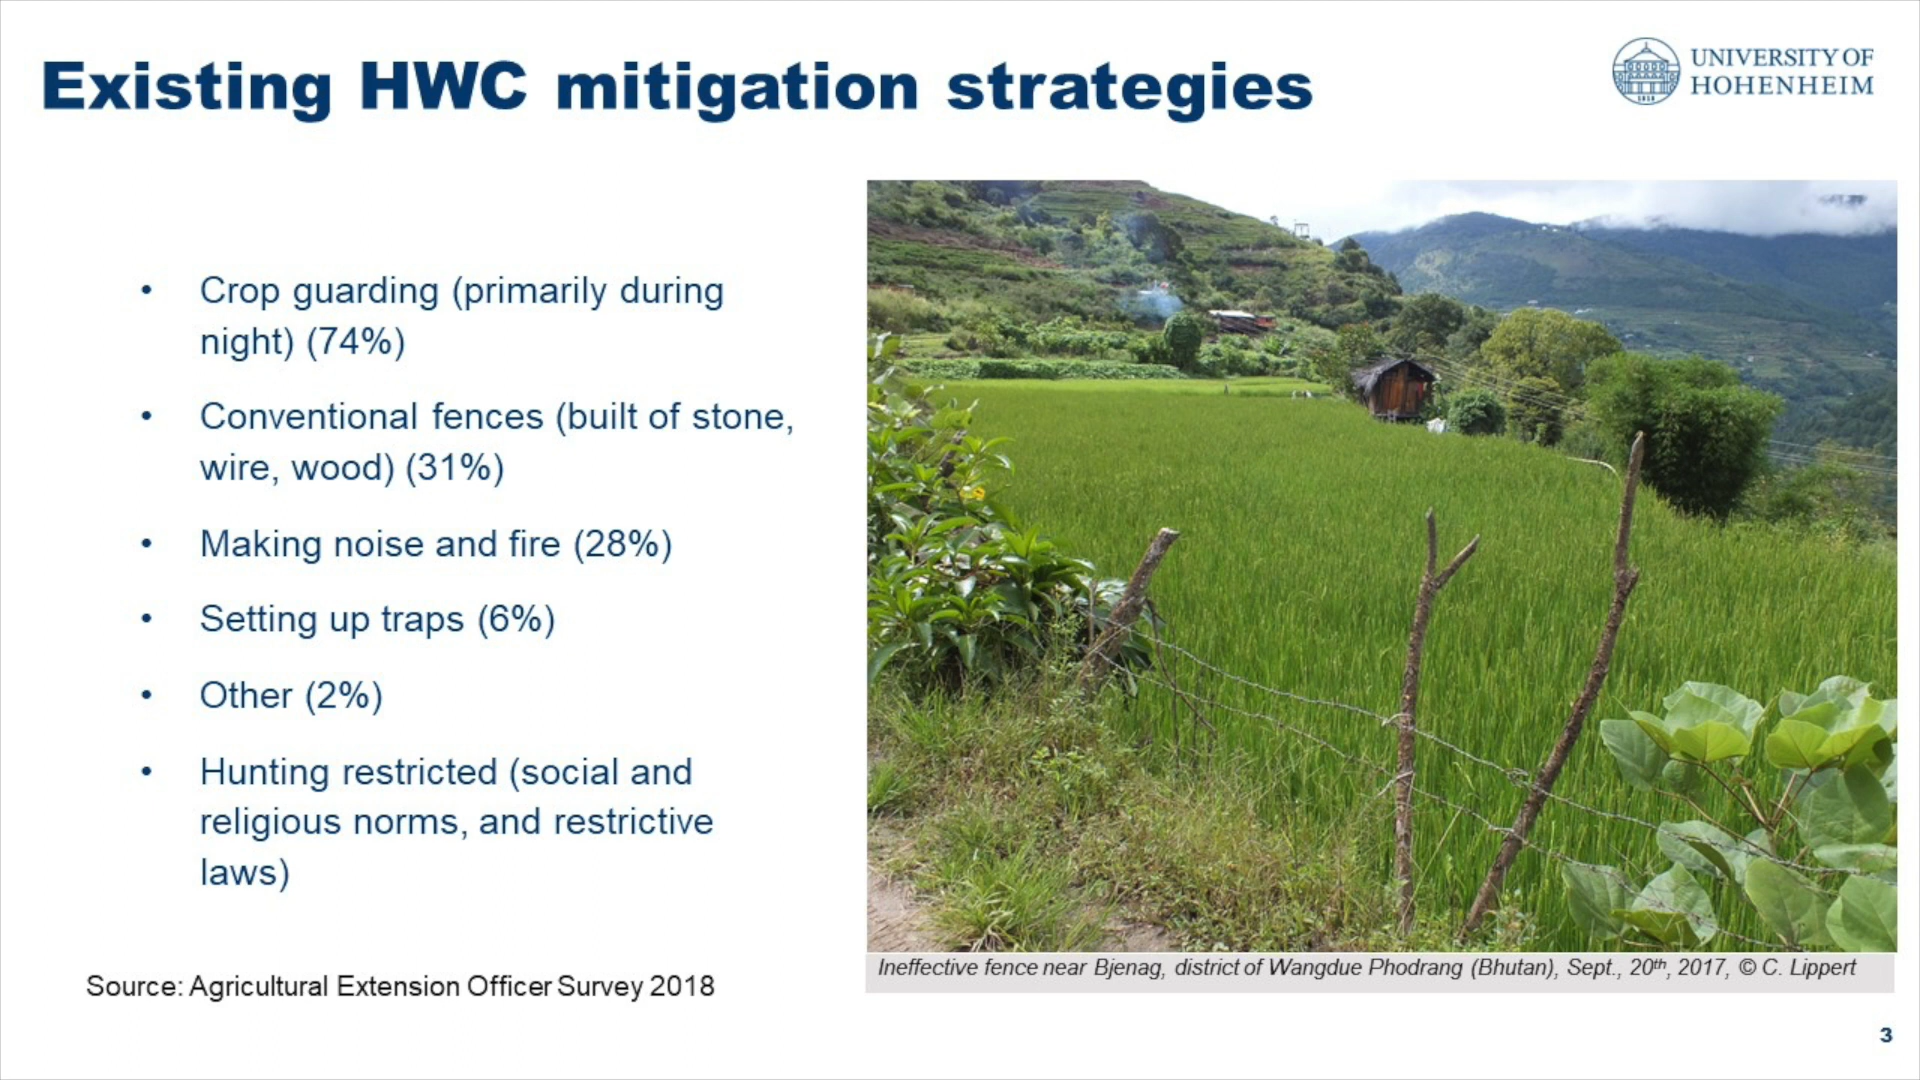 Existing HWC mitigation strategies
UNIVERSITY OF
HOHENHEIM
• Crop guarding (primarily during
night) (74%)
• Conventional fences (built of stone,
wire, wood) (31%)
• Making noise and fire (28%)
• Setting up traps (6%)
• Other (2%)
• Hunting restricted (social and
religious norms, and restrictive
laws)
Source: Agricultural Extension Officer Survey 2018
Ineffective fence near Bjenag, district of Wangdue Phodrang (Bhutan), Sept., 20th, 2017, © C. Lippert
3